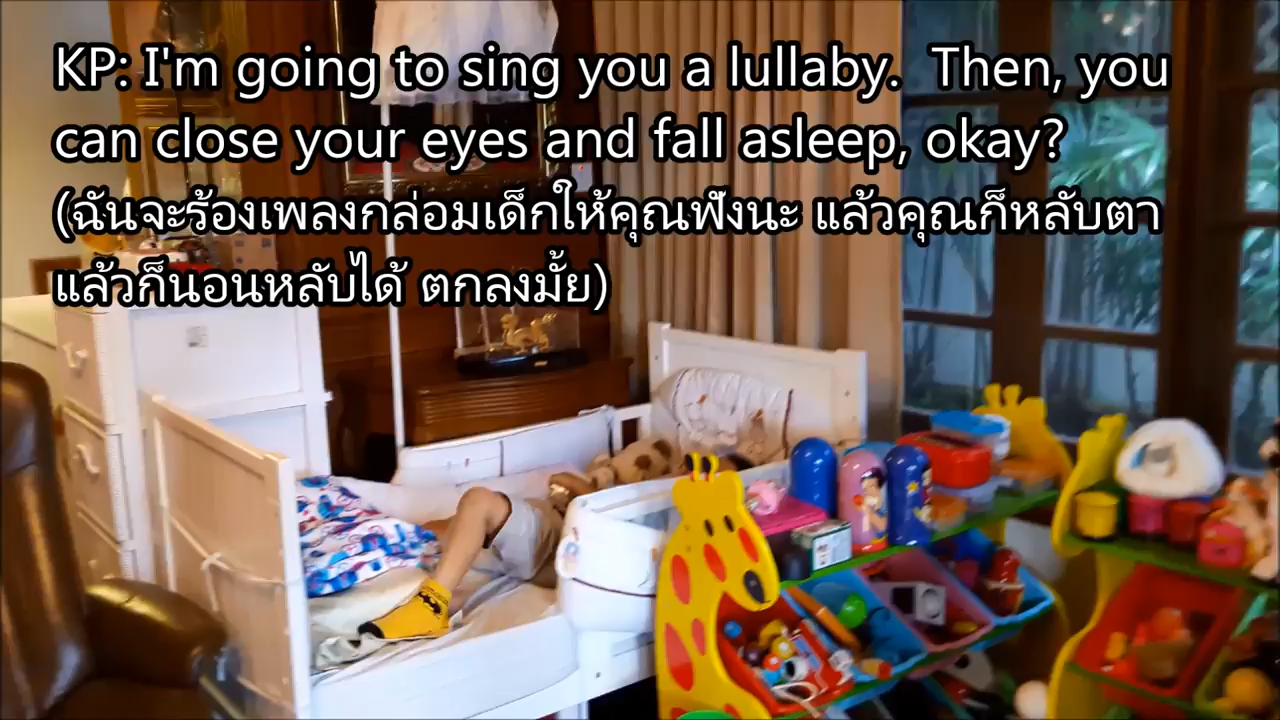 KP: I'm going to sing you a lullaby.  Then, you
can close your eyes and fall asleep, okay?
(ฉันจะร้องเพลงกล่อมเด็กให้คุณฟังนะ แล้วคุณก็หลับตา
แล้วก็นอนหลับได้ ตกลงมั้ย)